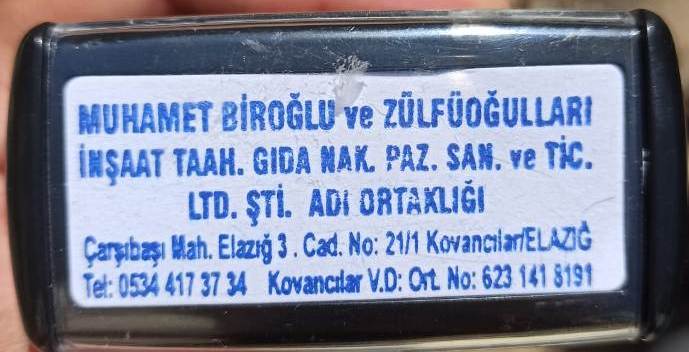 MUHAMET BİROĞLU ve ZÜLFÜOĞULLARI
İNŞAAT TAAH. GIDA NAK. PAZ. SAN. ve TİC.
LTD. ŞTİ. ADI ORTAKLIĞI
Çarşıbaşı Mah. Elazığ 3 . Cad. No: 21/1 Kovancılar/ELAZIĞ
Tel: 0534 417 37 34 Kovancılar V.D: Ort. No: 623 141 8191